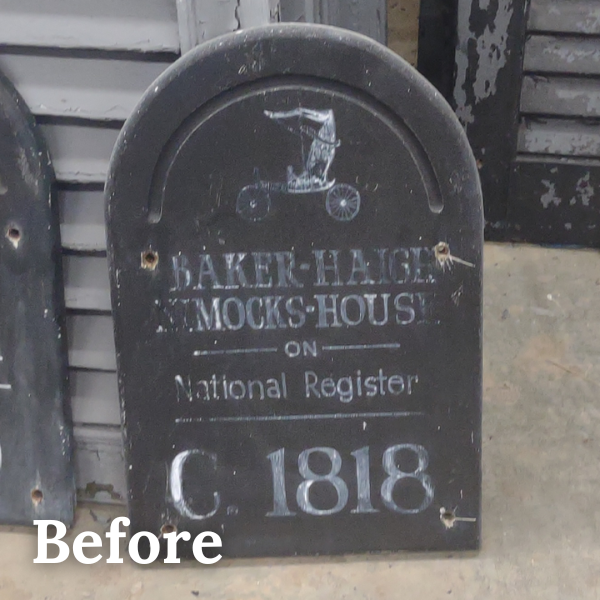 BAKER-HAIGH
NIMOCKS-HOUSE
ON
National Register
C. 1818
Before